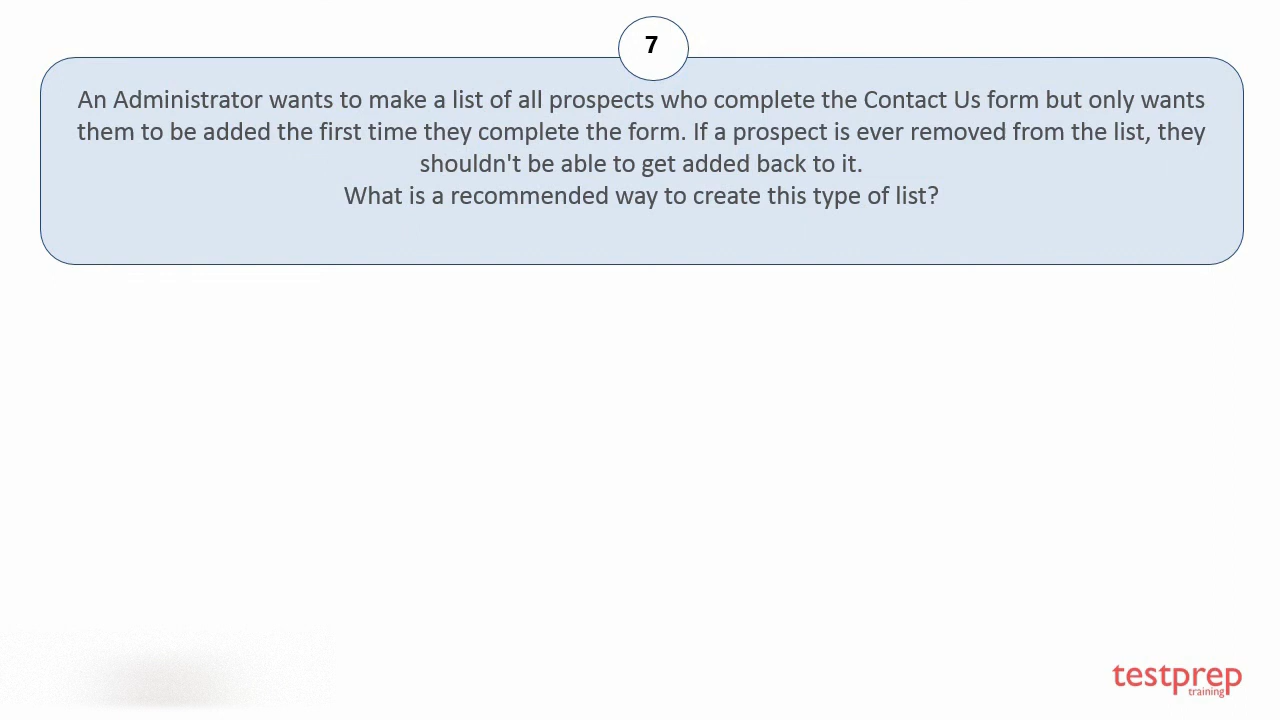 7
An Administrator wants to make a list of all prospects who complete the Contact Us form but only wants
them to be added the first time they complete the form. If a prospect is ever removed from the list, they
shouldn't be able to get added back to it.
What is a recommended way to create this type of list?
testprep
training